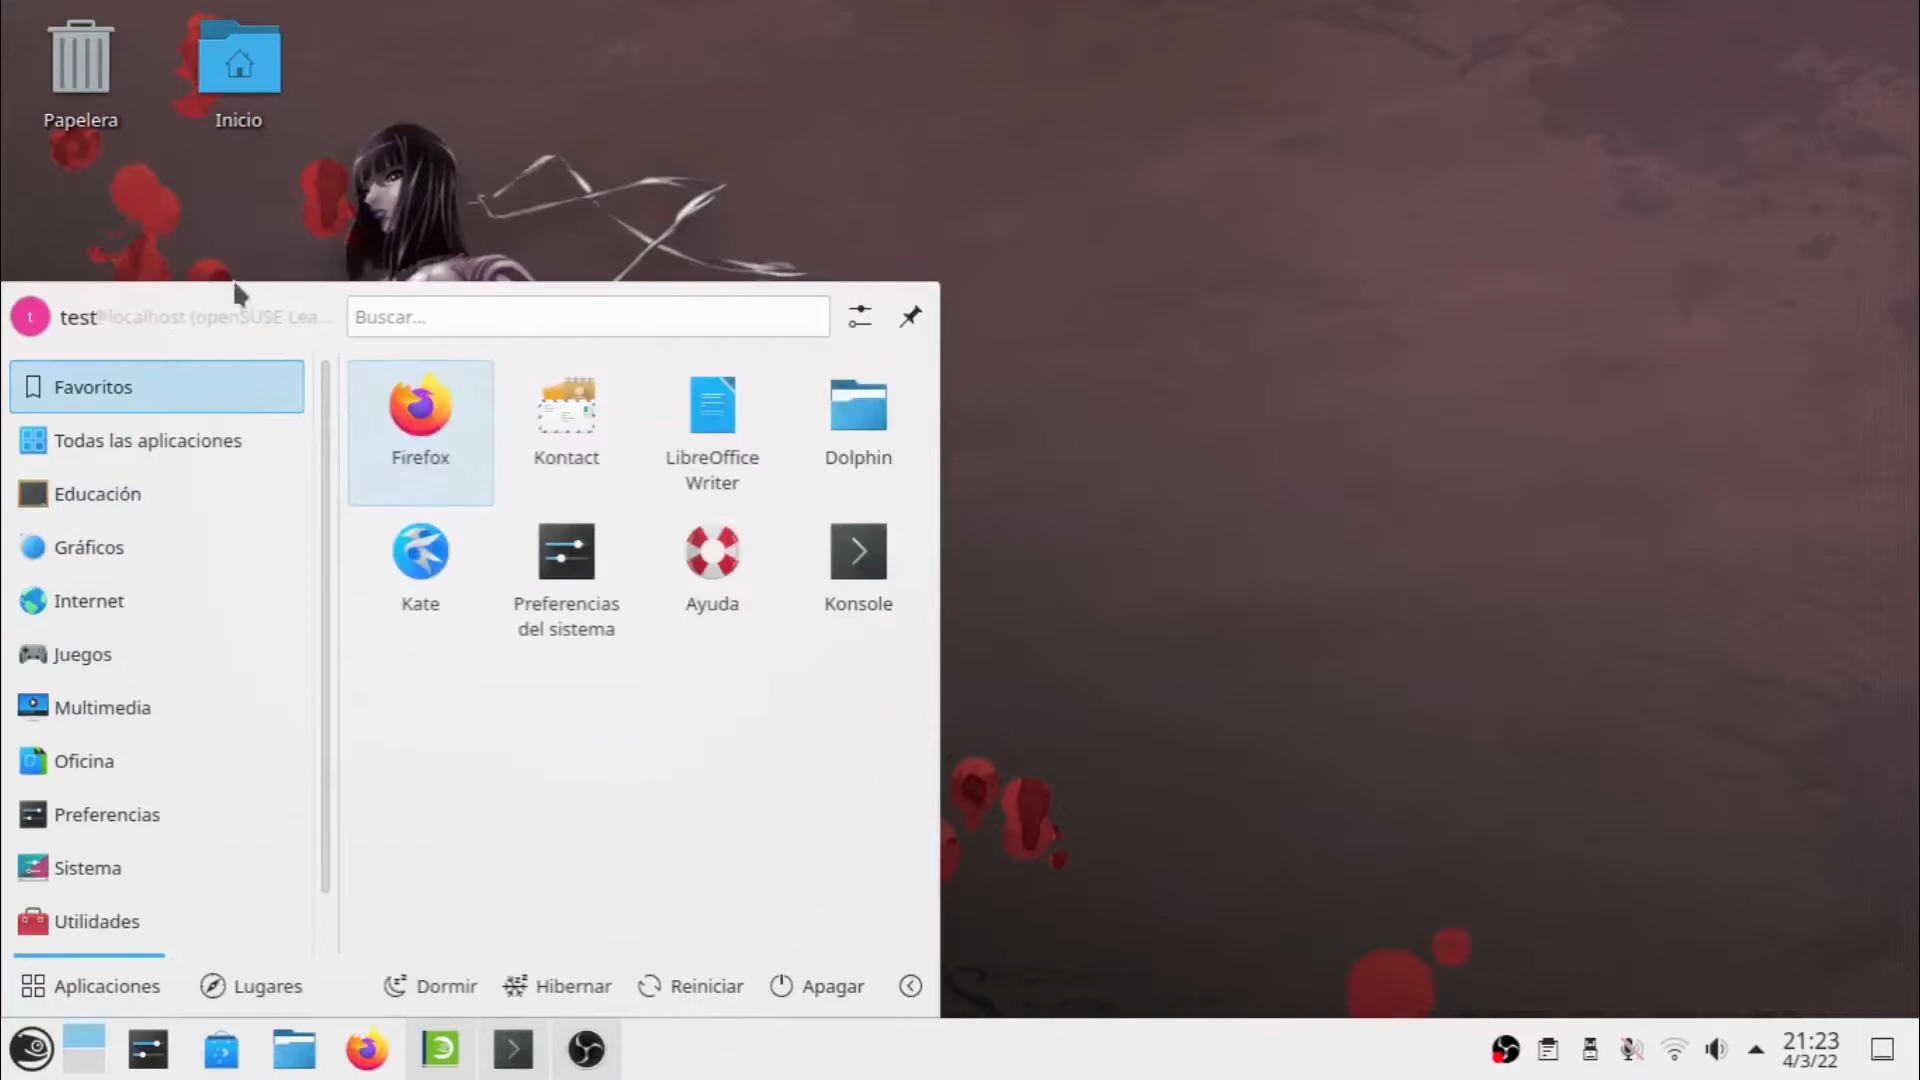 Papelera
Inicio
t
test
@localhost (openSUSE Lea...
Buscar...
Favoritos
Todas las aplicaciones
Educación
Gráficos
Internet
Juegos
Multimedia
Oficina
Preferencias
Sistema
Utilidades
Firefox
Kontact
LibreOffice
Writer
Dolphin
Kate
Preferencias
del sistema
Ayuda
Konsole
Aplicaciones
Lugares
Dormir
Hibernar
Reiniciar
Apagar
21:23
4/3/22